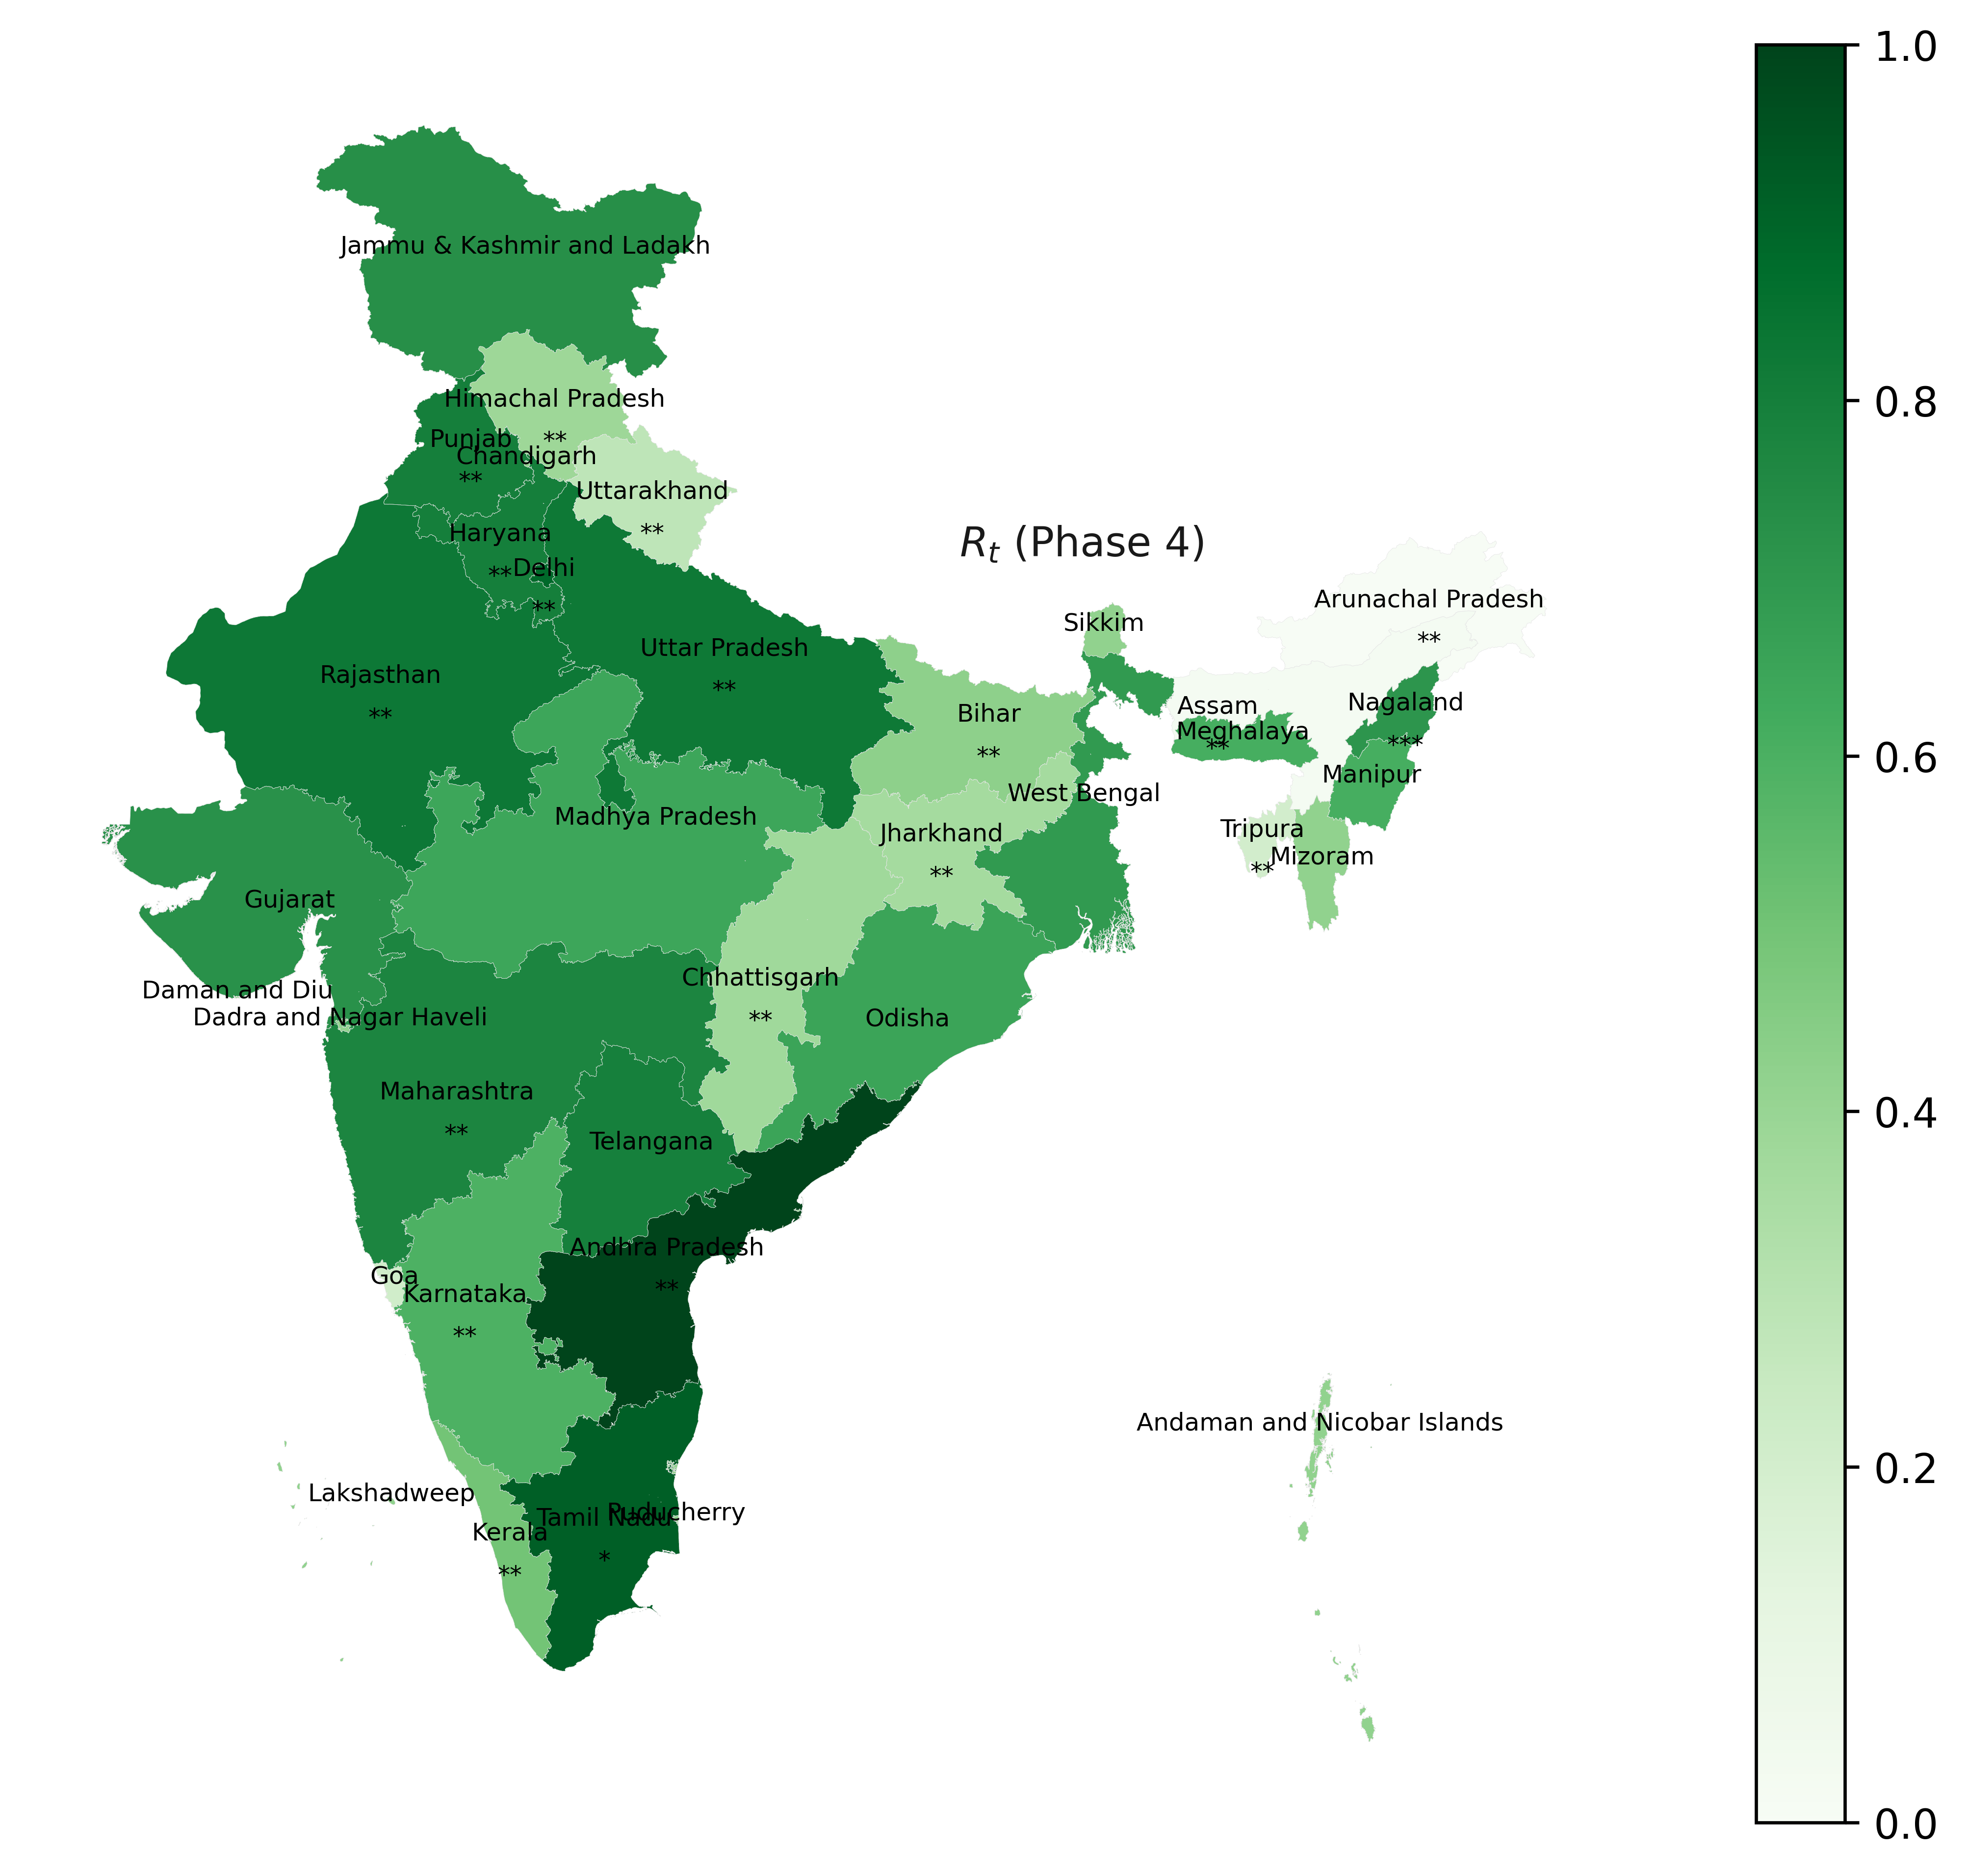 1.0
Jammu & Kashmir and Ladakh
Himachal Pradesh
**
0.8
Punjab
**
Chandigarh
Uttarakhand
**
Haryana
**
Delhi
**
R_t (Phase 4)
Arunachal Pradesh
**
Sikkim
Uttar Pradesh
**
Rajasthan
**
Bihar
**
Assam
**
Meghalaya
Nagaland
***
0.6
Manipur
West Bengal
Madhya Pradesh
Jharkhand
**
Tripura
**
Mizoram
Gujarat
Chhattisgarh
**
Daman and Diu
Dadra and Nagar Haveli
Odisha
Maharashtra
**
0.4
Telangana
Andhra Pradesh
**
Goa
Karnataka
**
Andaman and Nicobar Islands
0.2
Lakshadweep
Puducherry
Tamil Nadu
*
Kerala
**
0.0